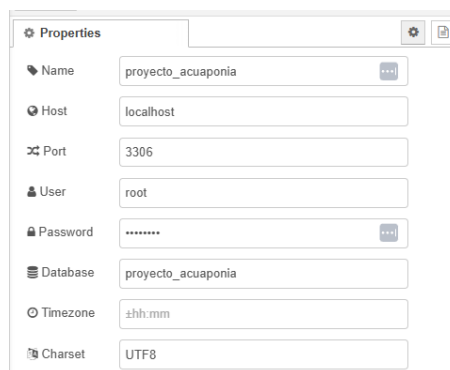 Properties
Name proyecto_acuaponia
Host localhost
Port 3306
User root
Password ••••••••
Database proyecto_acuaponia
Timezone ±hh:mm
Charset UTF8